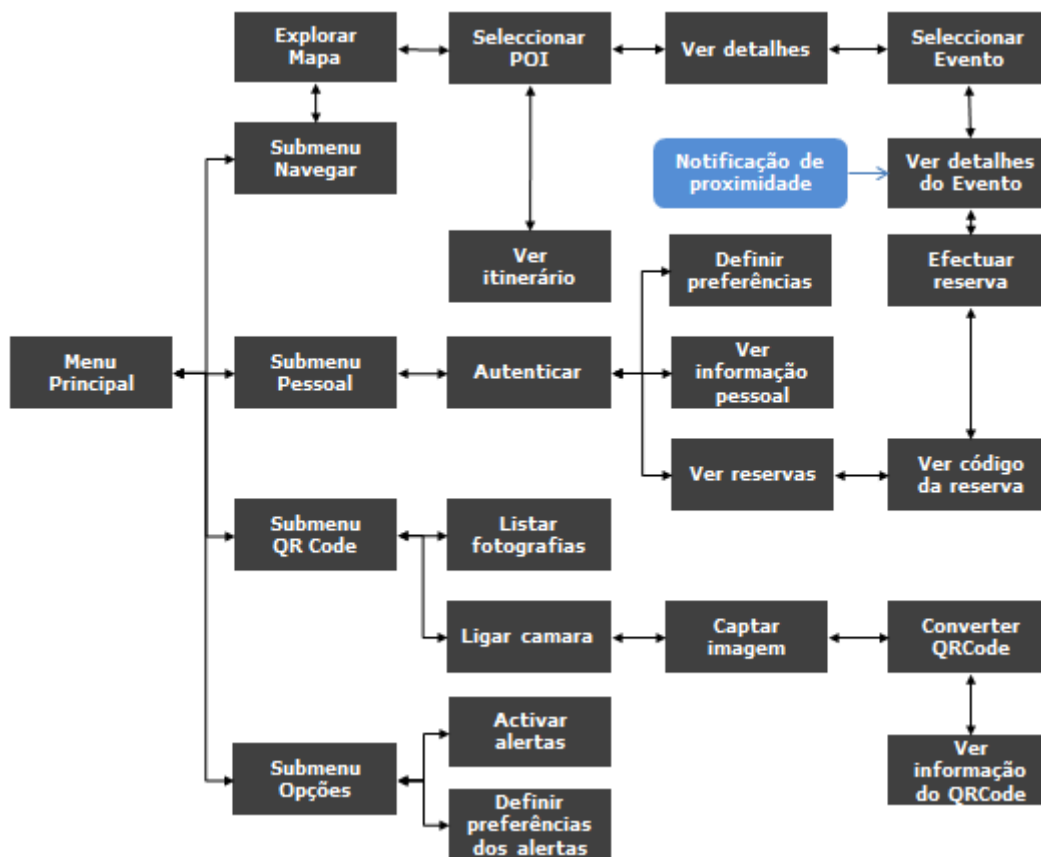 Explorar
Mapa
Seleccionar
POI
Ver detalhes
Seleccionar
Evento
Submenu
Navegar
Notificação de
proximidade
Ver detalhes
do Evento
Ver
itinerário
Definir
preferências
Efectuar
reserva
Menu
Principal
Submenu
Pessoal
Autenticar
Ver
informação
pessoal
Ver reservas
Ver código
da reserva
Submenu
QR Code
Listar
fotografias
Ligar camara
Captar
imagem
Converter
QRCode
Activar
alertas
Submenu
Opções
Ver
informação
do QRCode
Definir
preferências
dos alertas